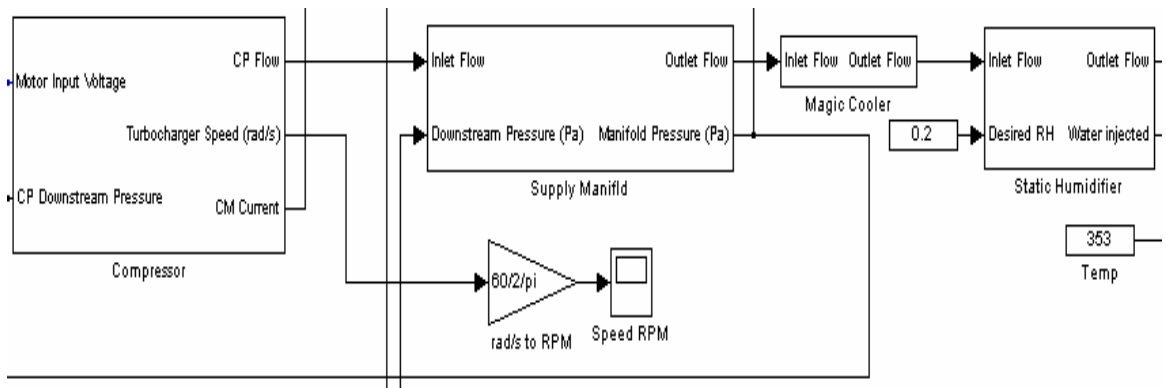 CP Flow
Motor Input Voltage
Turbocharger Speed (rad/s)
CP Downstream Pressure
CM Current
Compressor
Inlet Flow
Outlet Flow
Downstream Pressure (Pa)
Manifold Pressure (Pa)
Supply Manifld
Inlet Flow
Outlet Flow
Magic Cooler
0.2
Inlet Flow
Outlet Flow
Desired RH
Water injected
Static Humidifier
353
Temp
60/2/pi
rad/s to RPM
Speed RPM